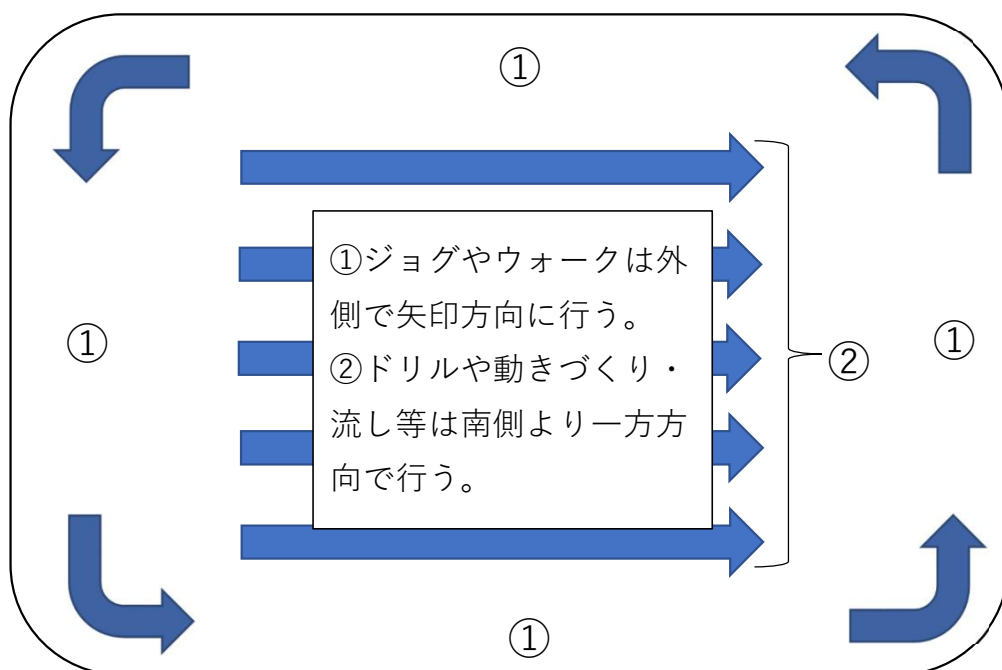 ①
①ジョグやウォークは外
側で矢印方向に行う。
②ドリルや動きづくり・
流し等は南側より一方方
向で行う。
①
②
①
①